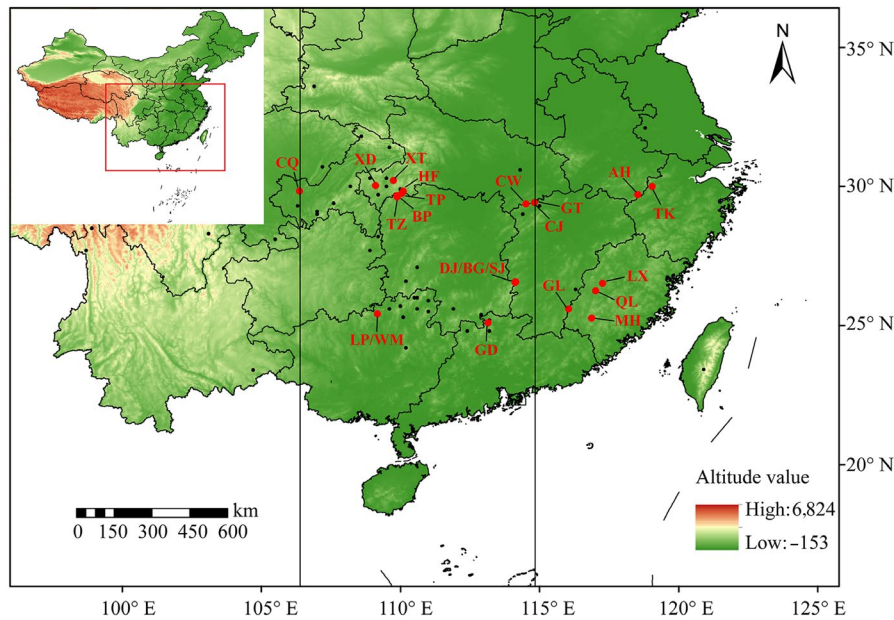 N
35° N
30° N
25° N
20° N
CQ
XD
XT
HF
TP
BP
TZ
CW
GT
CJ
AH
TK
DJ/BG/SJ
GL
LX
QL
MH
LP/WM
GD
km
0 150 300 450 600
Altitude value
High: 6,824
Low: −153
100° E 105° E 110° E 115° E 120° E 125° E